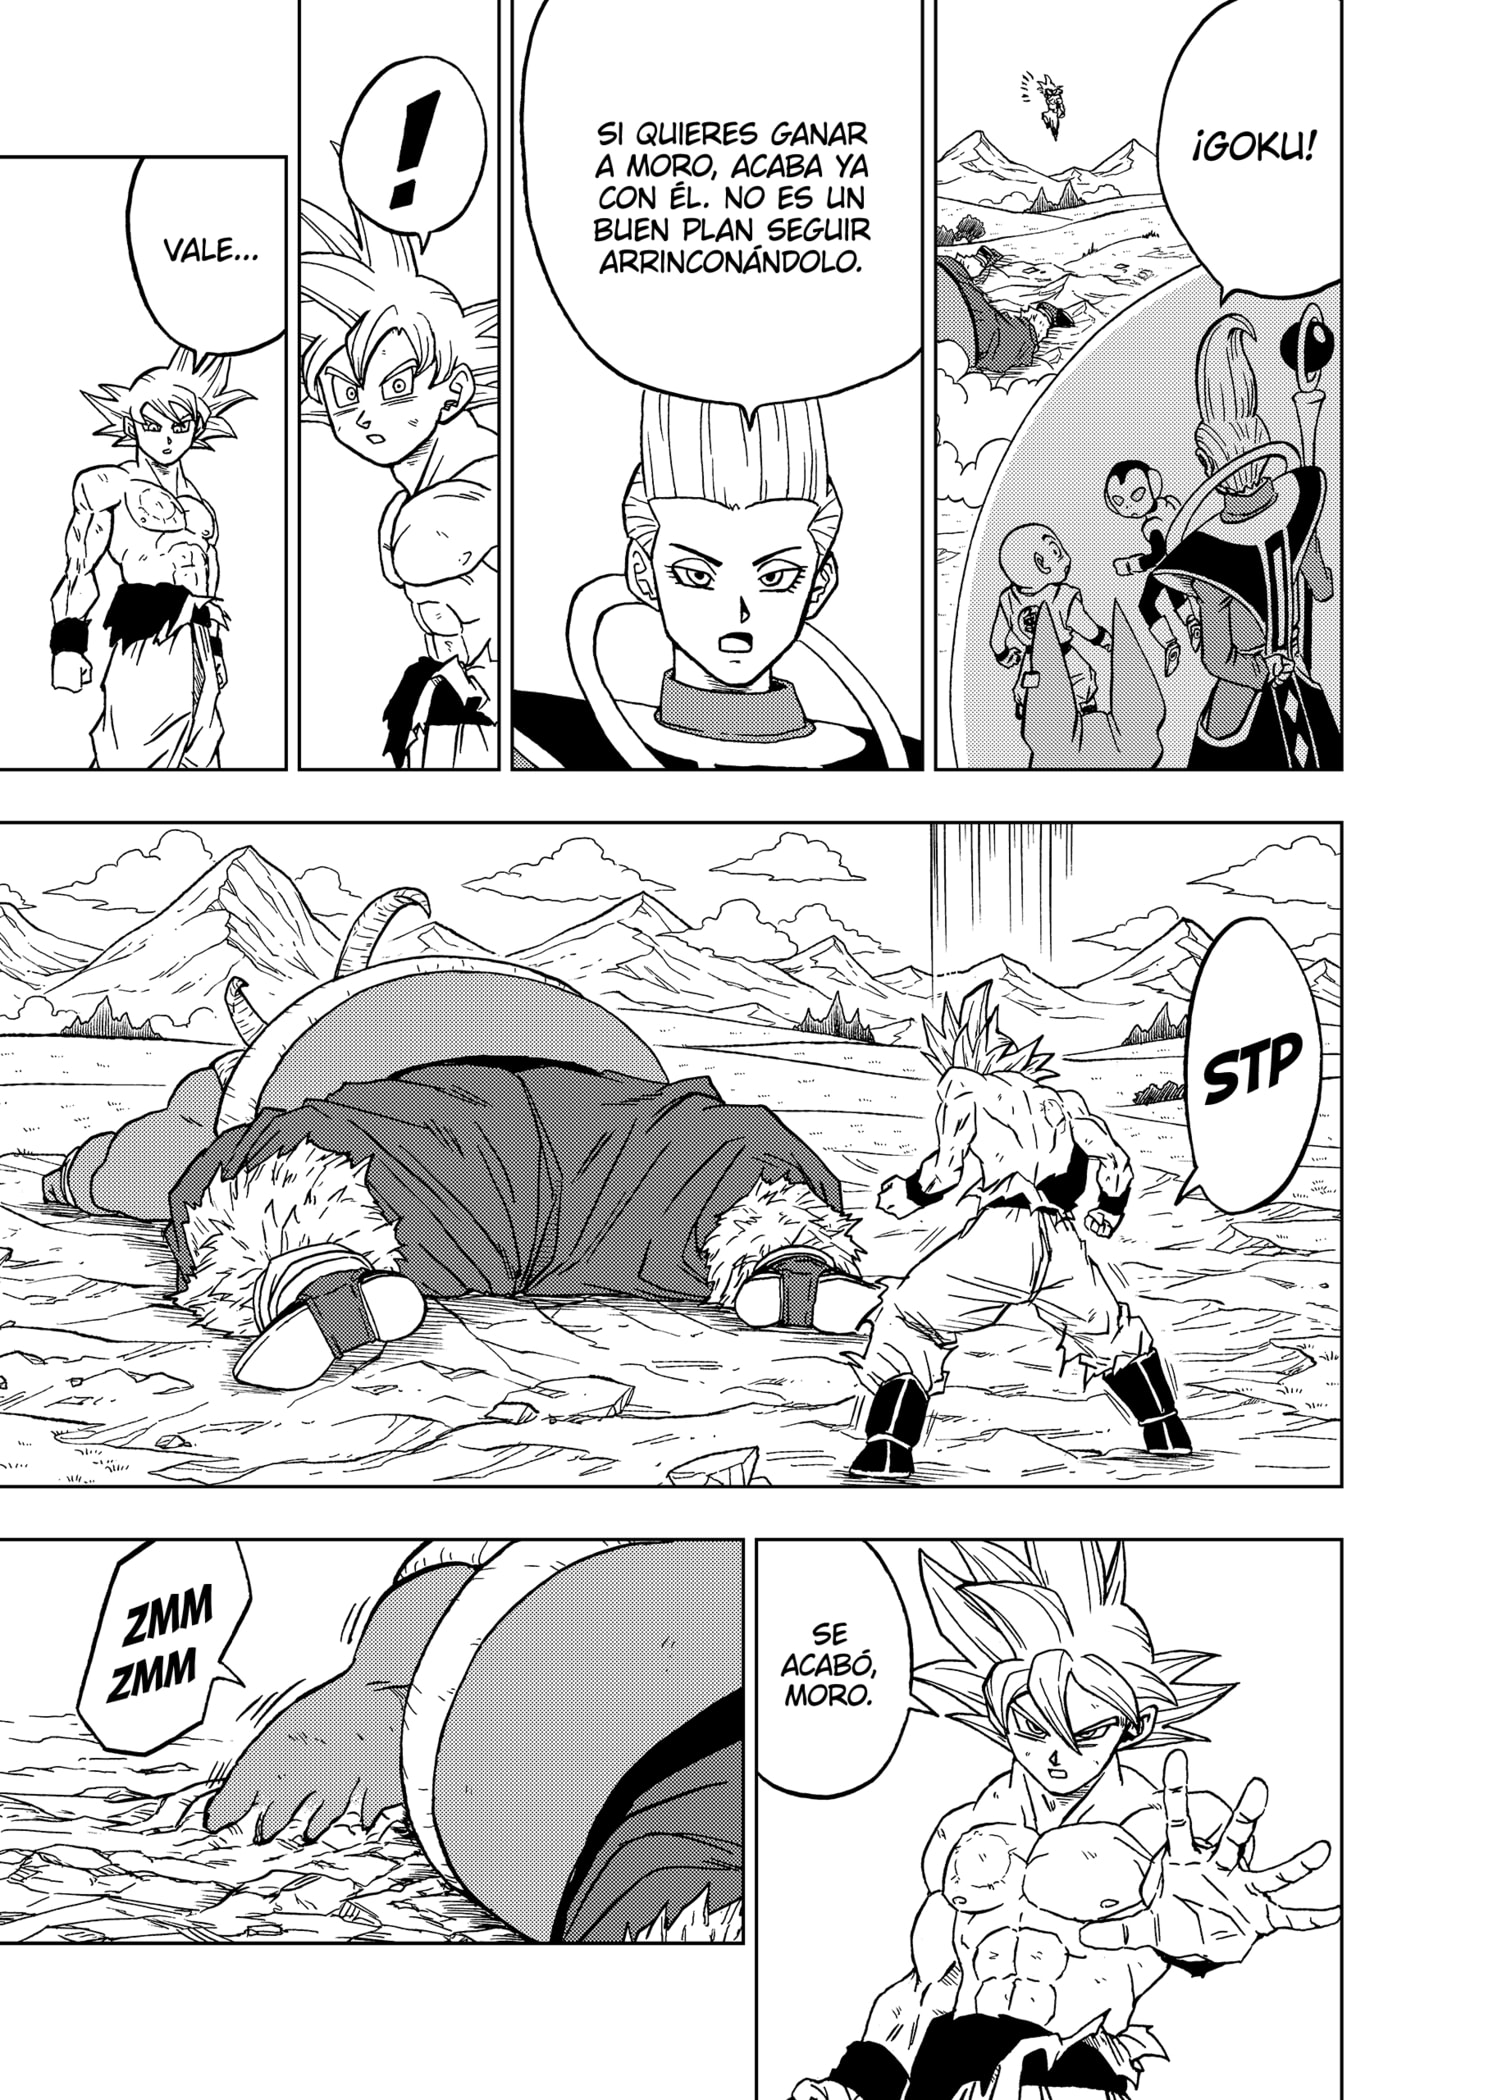 ¡GOKU!
SI QUIERES GANAR
A MORO, ACABA YA
CON ÉL. NO ES UN
BUEN PLAN SEGUIR
ARRINCONÁNDOLO.
!
VALE...
STP
SE
ACABÓ,
MORO.
ZMM
ZMM